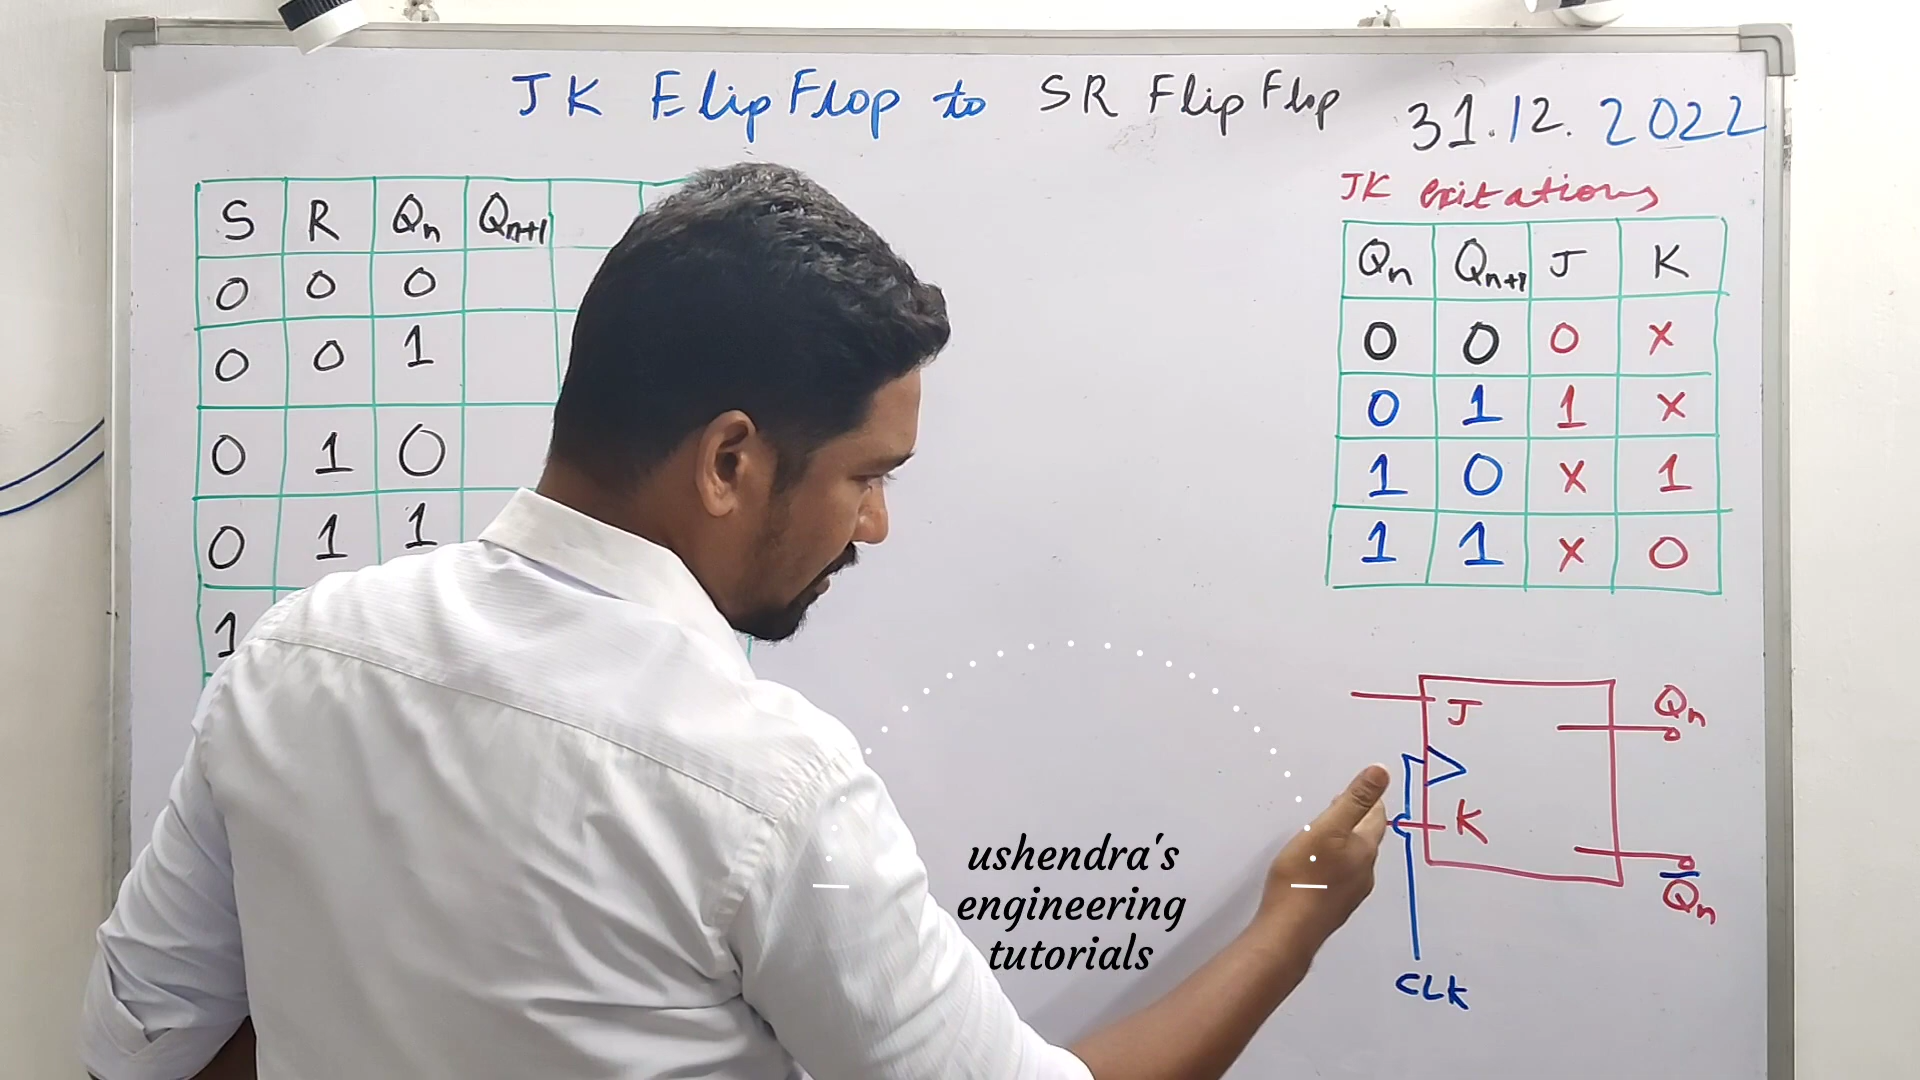 JK Flip Flop to SR Flip Flop
31.12.2022
S R Qn Qn+1
0 0 0
0 0 1
0 1 0
0 1 1
1
JK
Qn Qn+1 J K
0 0 0 x
0 1 1 x
1 0 x 1
1 1 x 0
J
Qn
K
Q̅n
CLK
ushendra's
engineering
tutorials